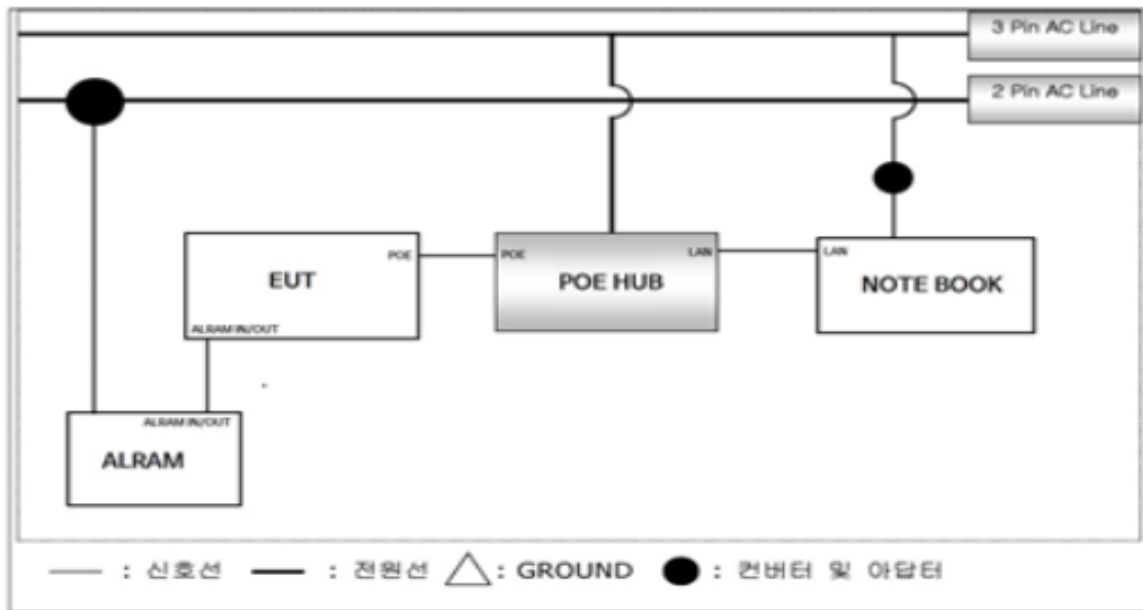 3 Pin AC Line
2 Pin AC Line
POE
POE
LAN
LAN
EUT
POE HUB
NOTE BOOK
ALRAM IN/OUT
ALRAM IN/OUT
ALRAM
: 신호선 : 전원선 : GROUND : 컨버터 및 아답터